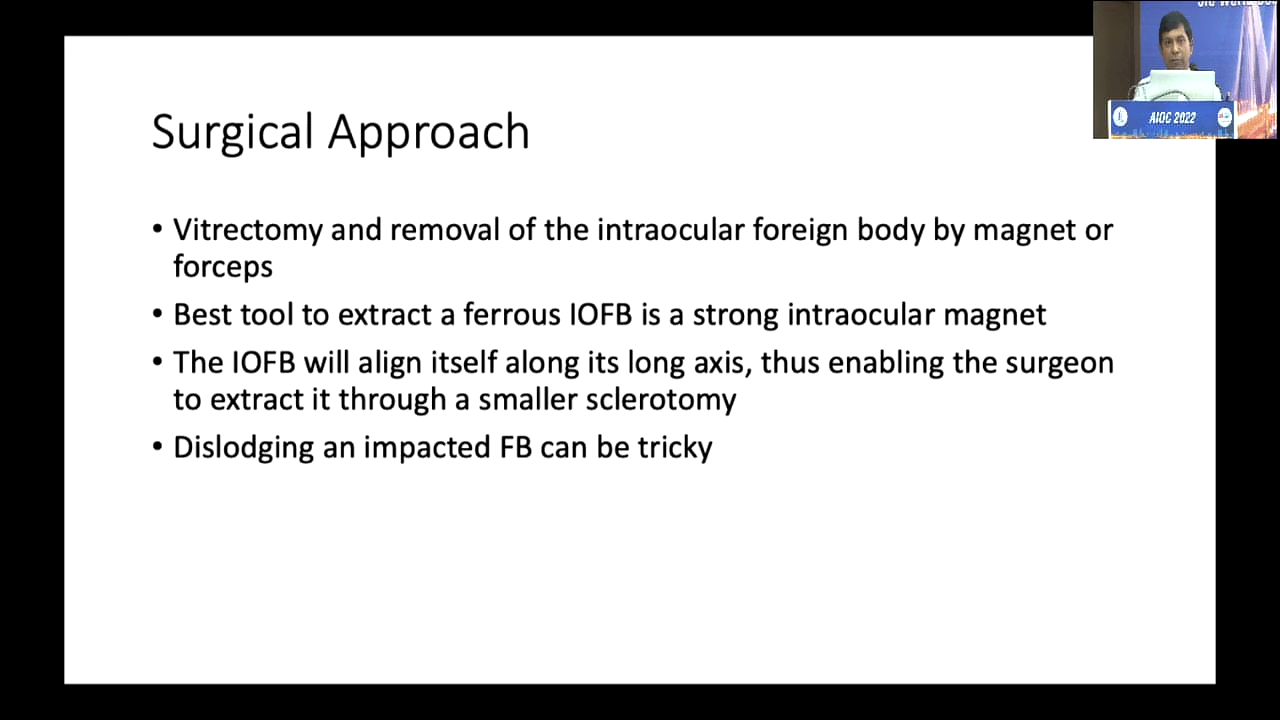 Surgical Approach
• Vitrectomy and removal of the intraocular foreign body by magnet or
forceps
• Best tool to extract a ferrous IOFB is a strong intraocular magnet
• The IOFB will align itself along its long axis, thus enabling the surgeon
to extract it through a smaller sclerotomy
• Dislodging an impacted FB can be tricky
AIOC 2022